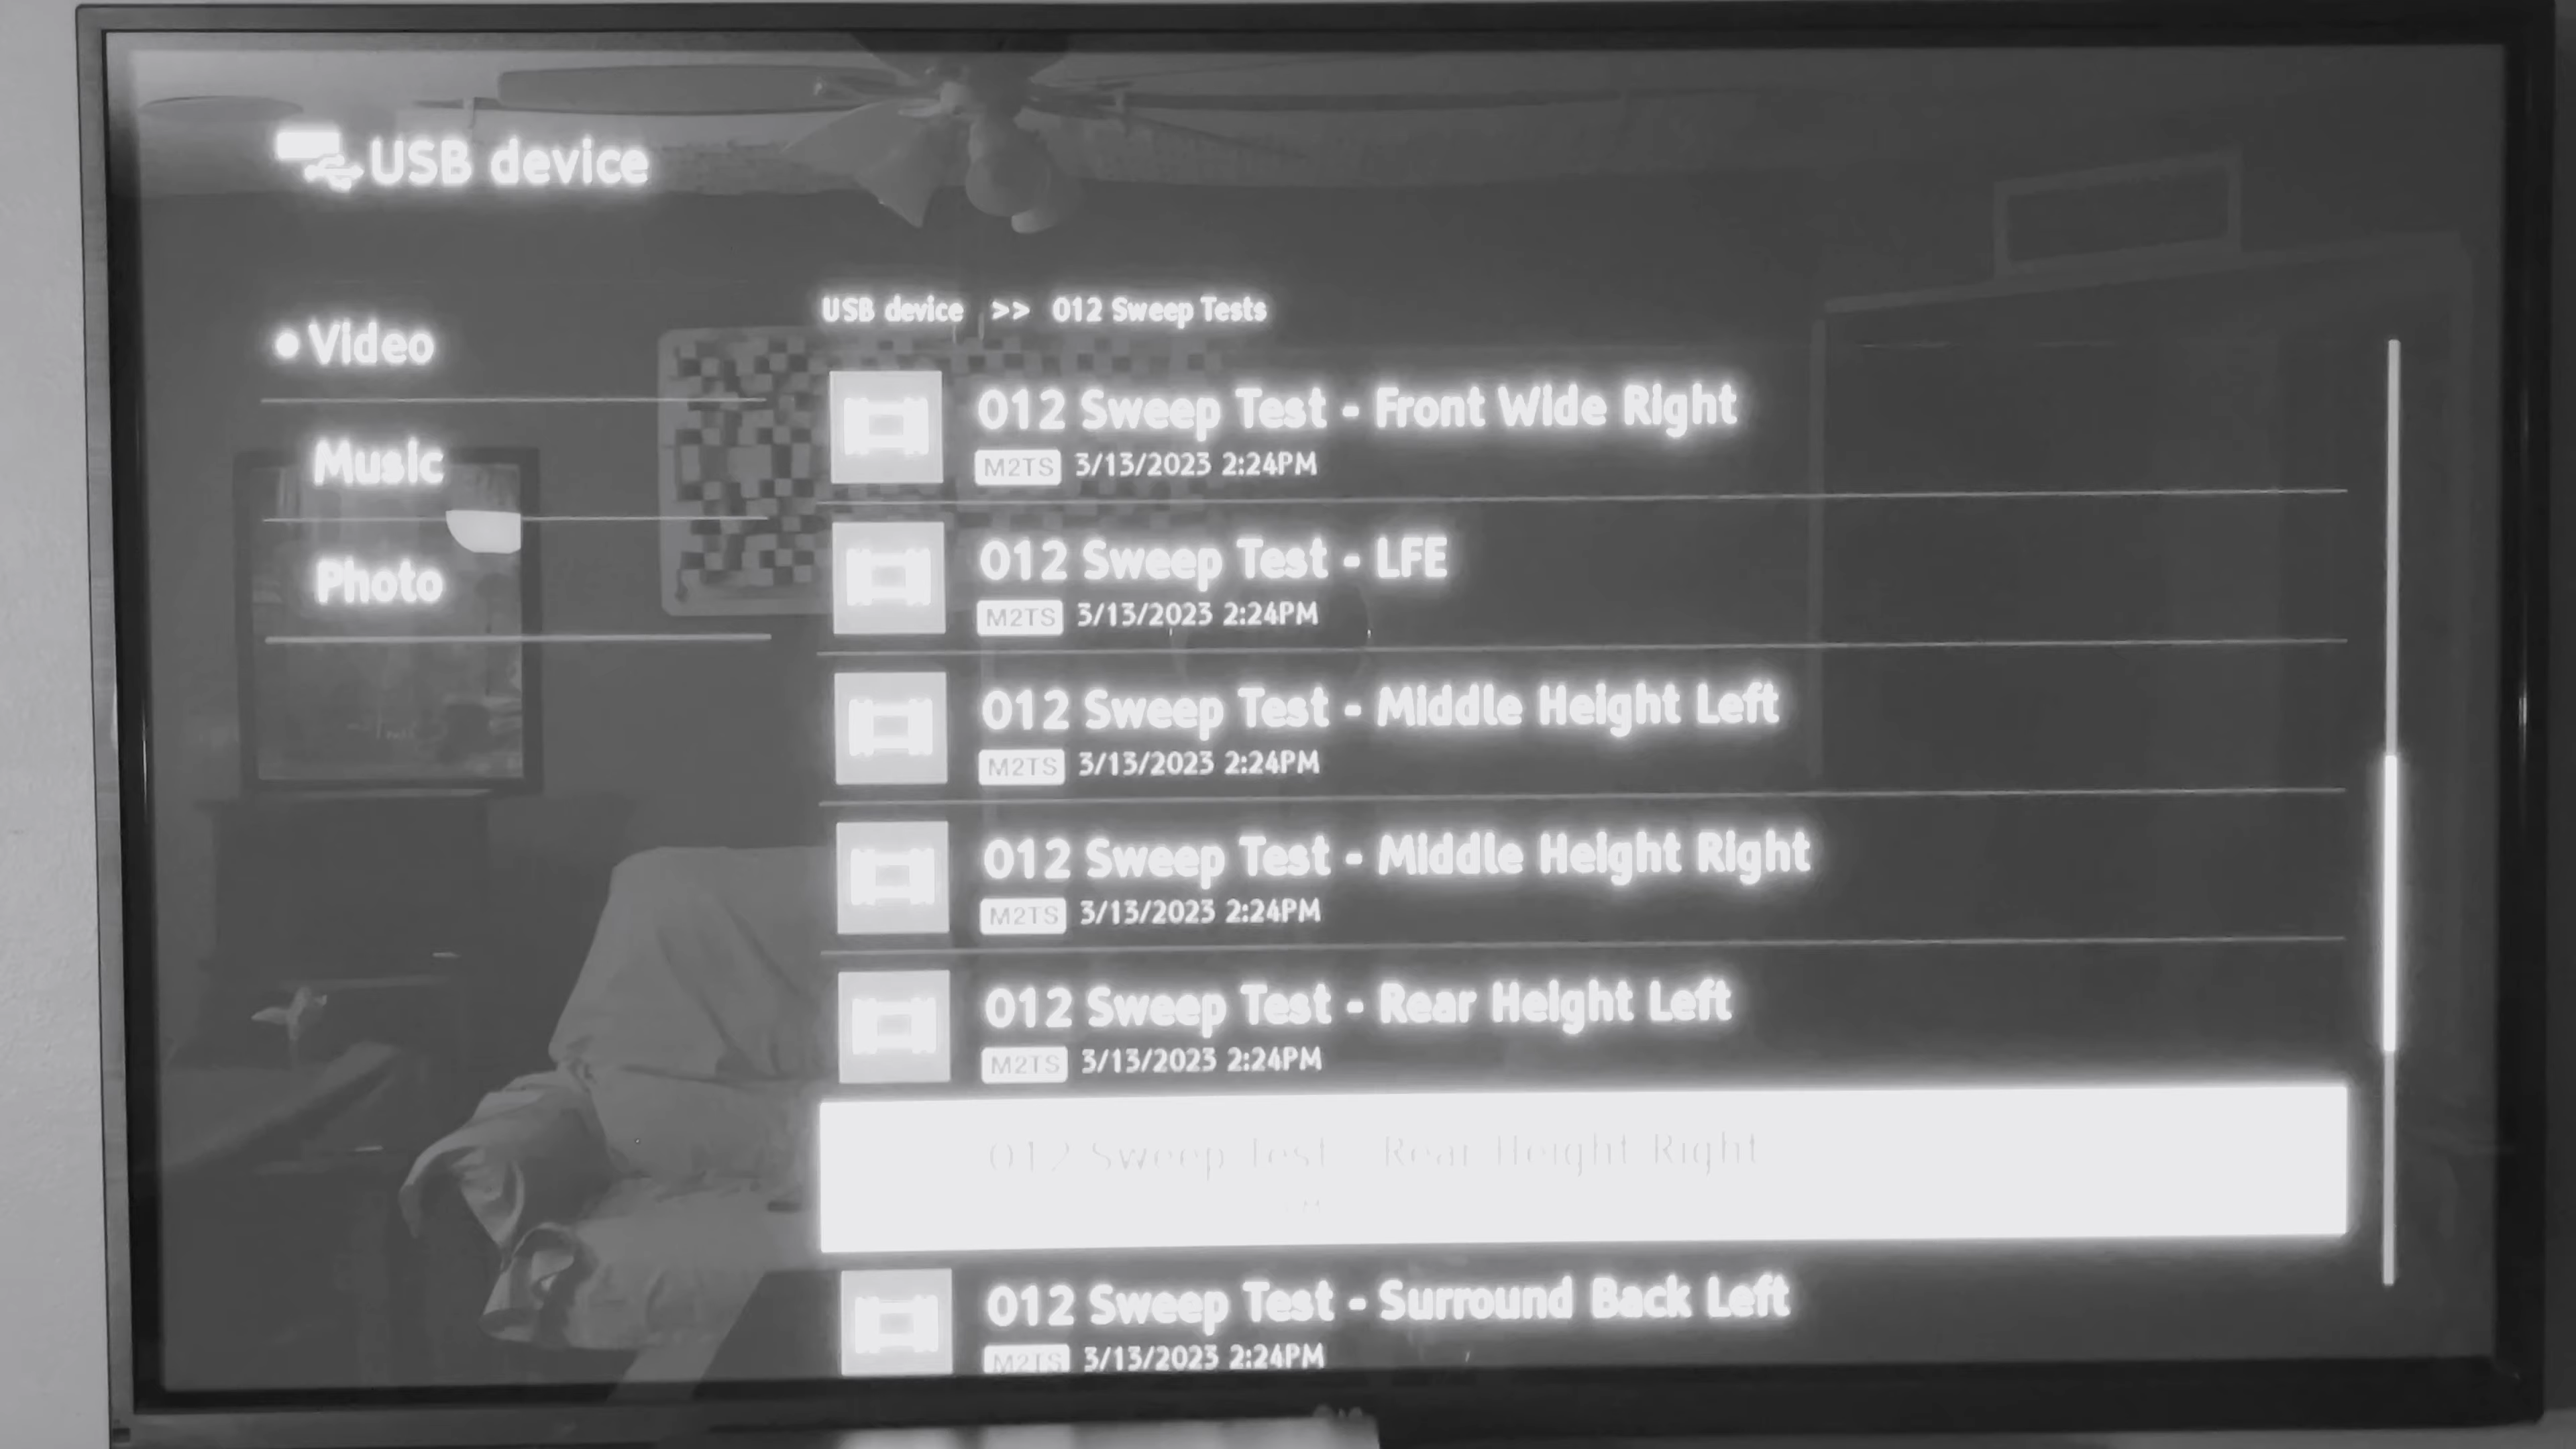 USB device
Video
Music
Photo
USB device >> 012 Sweep Tests
012 Sweep Test - Front Wide Right
M2TS 3/13/2023 2:24PM
012 Sweep Test - LFE
M2TS 3/13/2023 2:24PM
012 Sweep Test - Middle Height Left
M2TS 3/13/2023 2:24PM
012 Sweep Test - Middle Height Right
M2TS 3/13/2023 2:24PM
012 Sweep Test - Rear Height Left
M2TS 3/13/2023 2:24PM
012 Sweep Test - Rear Height Right
012 Sweep Test - Surround Back Left
M2TS 3/13/2023 2:24PM